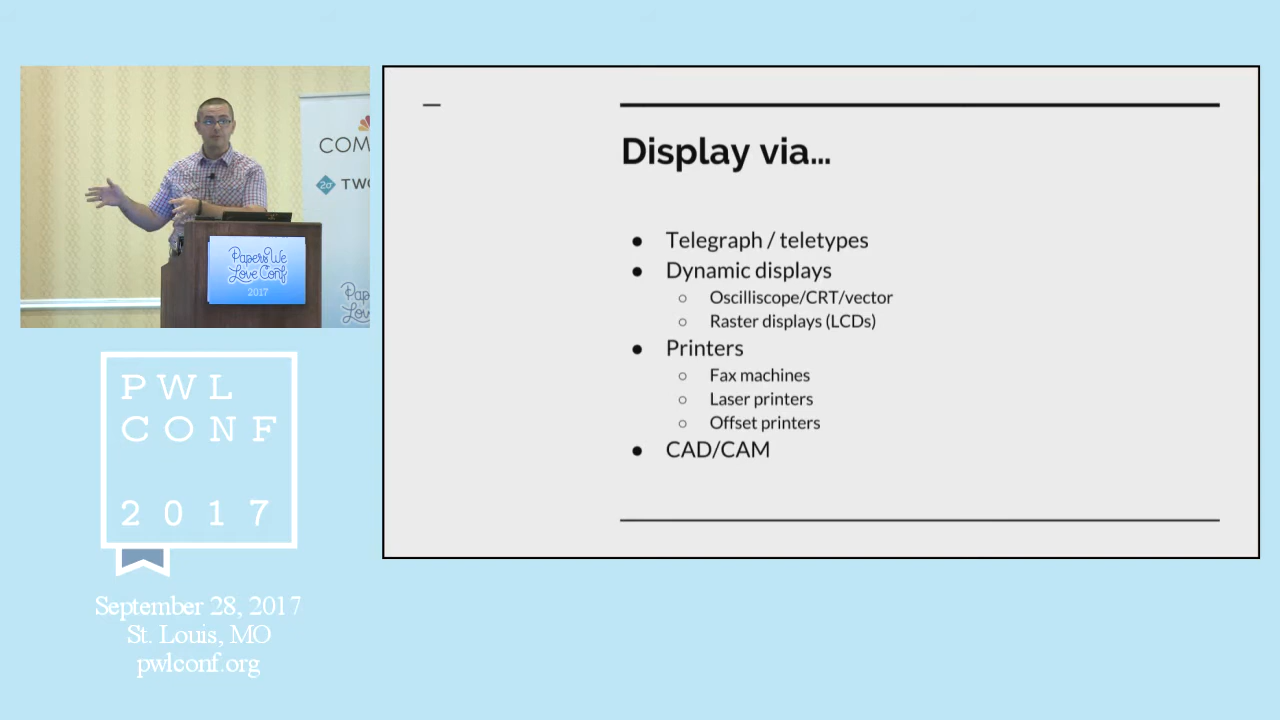 COM
2σ TWO
Papers We
Love Conf
2017
Display via...
● Telegraph / teletypes
● Dynamic displays
○ Oscilliscope/CRT/vector
○ Raster displays (LCDs)
● Printers
○ Fax machines
○ Laser printers
○ Offset printers
● CAD/CAM
PWL
CONF
2017
September 28, 2017
St. Louis, MO
pwlconf.org